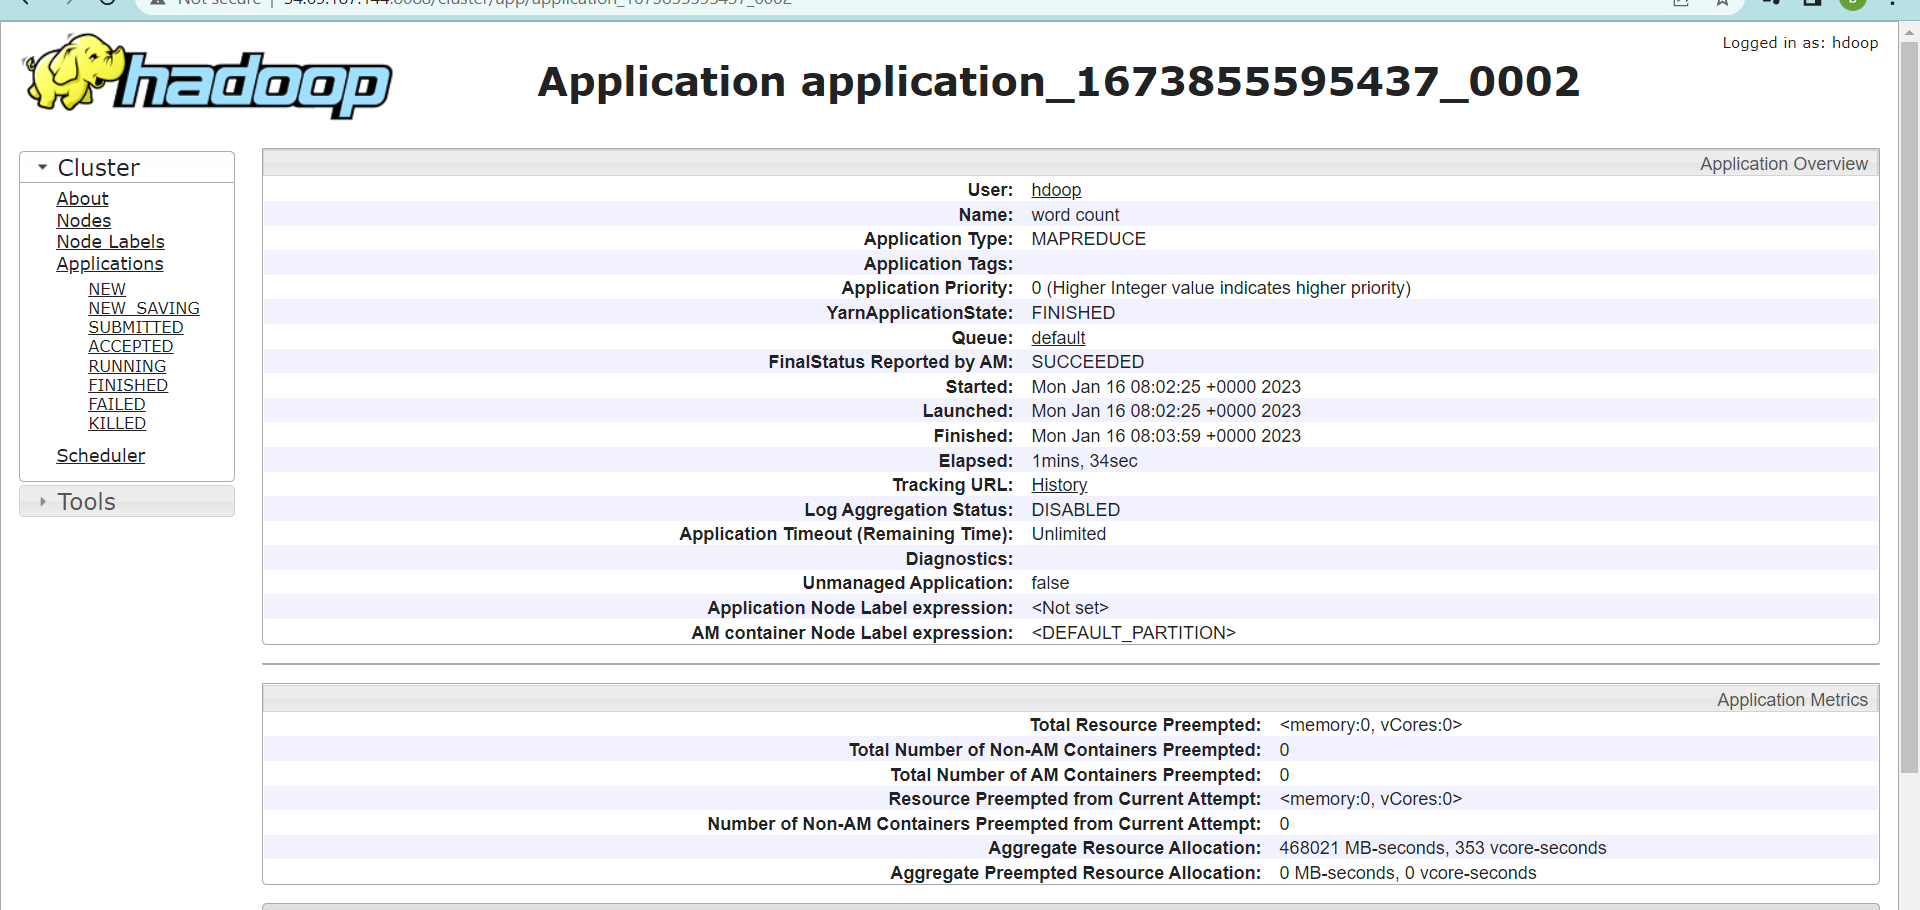 Logged in as: hdoop
hadoop
Application application_1673855595437_0002
Cluster
About
Nodes
Node Labels
Applications
NEW
NEW_SAVING
SUBMITTED
ACCEPTED
RUNNING
FINISHED
FAILED
KILLED
Scheduler
Tools
Application Overview
User: hdoop
Name: word count
Application Type: MAPREDUCE
Application Tags:
Application Priority: 0 (Higher Integer value indicates higher priority)
YarnApplicationState: FINISHED
Queue: default
FinalStatus Reported by AM: SUCCEEDED
Started: Mon Jan 16 08:02:25 +0000 2023
Launched: Mon Jan 16 08:02:25 +0000 2023
Finished: Mon Jan 16 08:03:59 +0000 2023
Elapsed: 1mins, 34sec
Tracking URL: History
Log Aggregation Status: DISABLED
Application Timeout (Remaining Time): Unlimited
Diagnostics:
Unmanaged Application: false
Application Node Label expression: <Not set>
AM container Node Label expression: <DEFAULT_PARTITION>
Application Metrics
Total Resource Preempted: <memory:0, vCores:0>
Total Number of Non-AM Containers Preempted: 0
Total Number of AM Containers Preempted: 0
Resource Preempted from Current Attempt: <memory:0, vCores:0>
Number of Non-AM Containers Preempted from Current Attempt: 0
Aggregate Resource Allocation: 468021 MB-seconds, 353 vcore-seconds
Aggregate Preempted Resource Allocation: 0 MB-seconds, 0 vcore-seconds